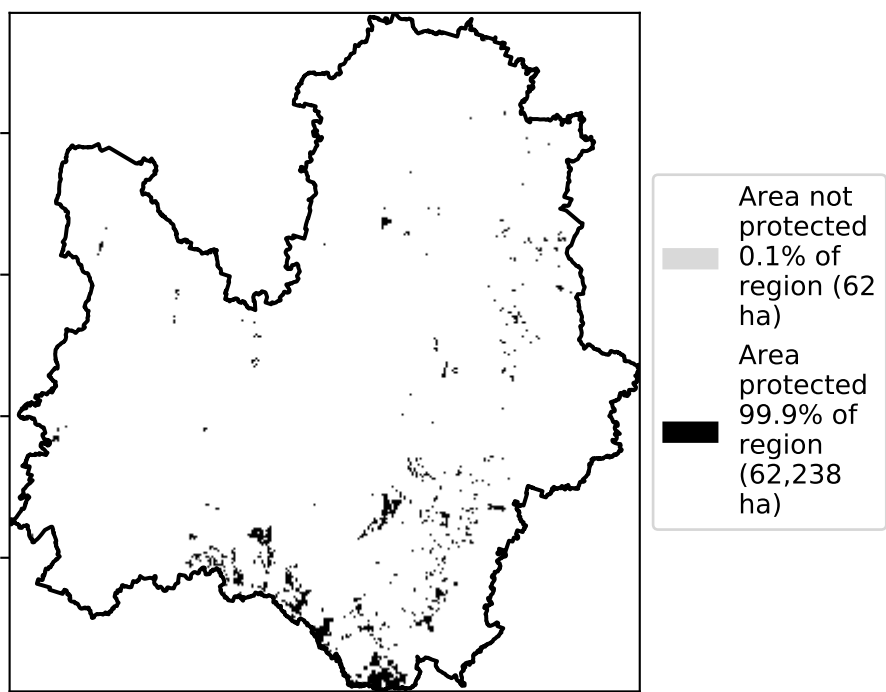 Area not
protected
0.1% of
region (62
ha)
Area
protected
99.9% of
region
(62,238
ha)